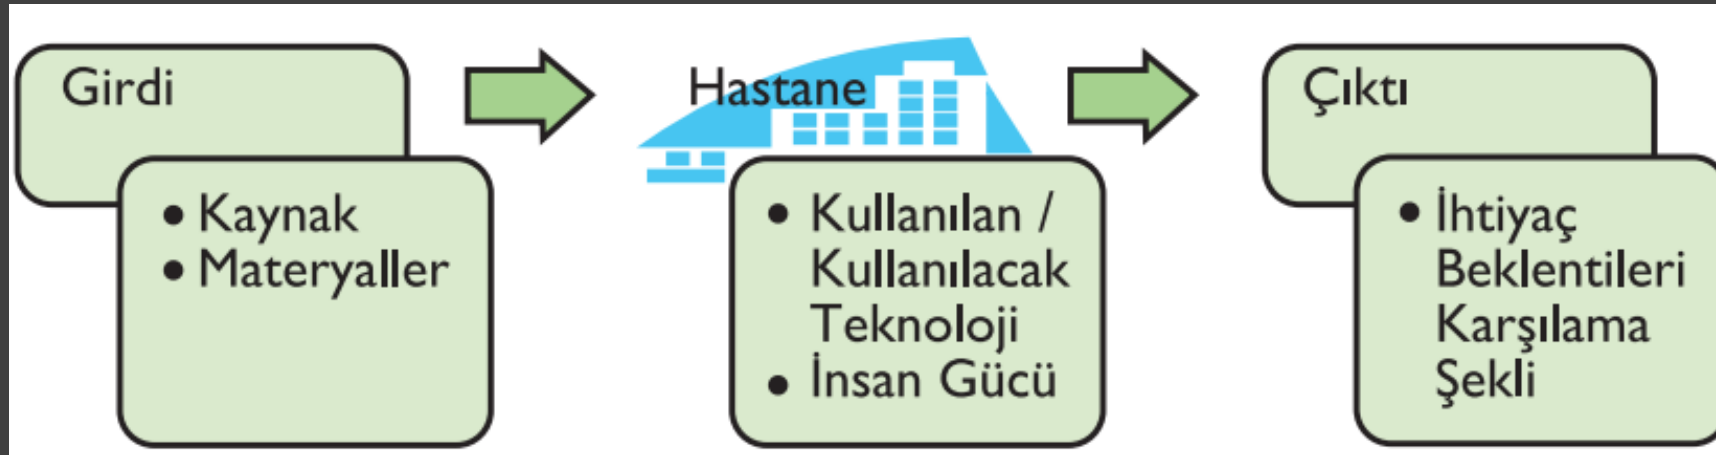 Girdi
• Kaynak
• Materyaller
Hastane
• Kullanılan /
Kullanılacak
Teknoloji
• İnsan Gücü
Çıktı
• İhtiyaç
Beklentileri
Karşılama
Şekli